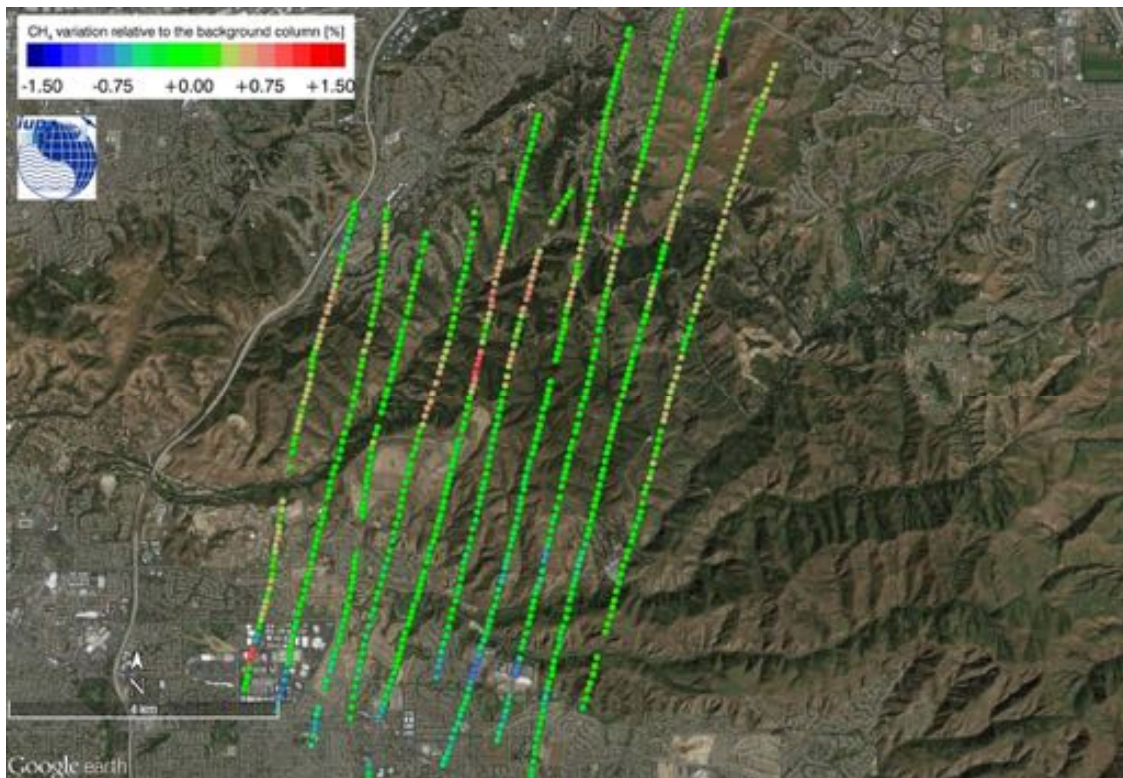 CH₄ variation relative to the background column [%]
-1.50 -0.75 +0.00 +0.75 +1.50
iup
4 km
Google earth